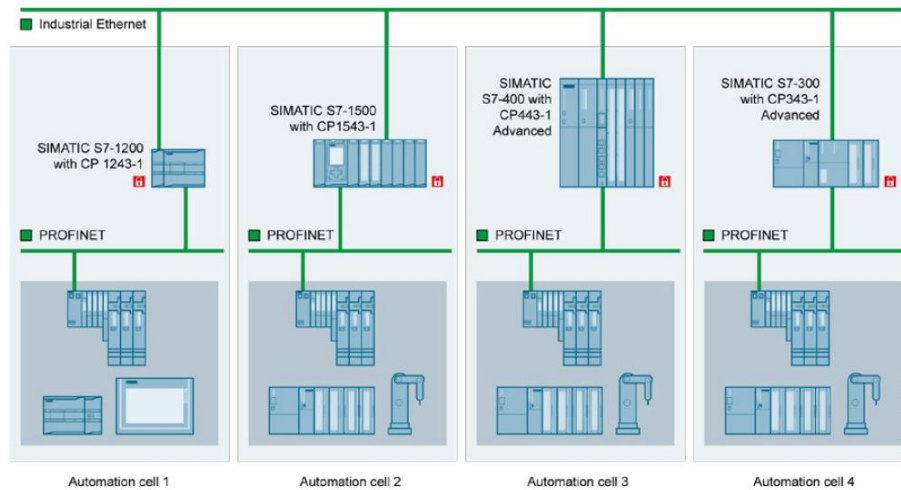 Industrial Ethernet
SIMATIC S7-1200
with CP 1243-1
PROFINET
Automation cell 1
SIMATIC S7-1500
with CP1543-1
PROFINET
Automation cell 2
SIMATIC
S7-400 with
CP443-1
Advanced
PROFINET
Automation cell 3
SIMATIC S7-300
with CP343-1
Advanced
PROFINET
Automation cell 4